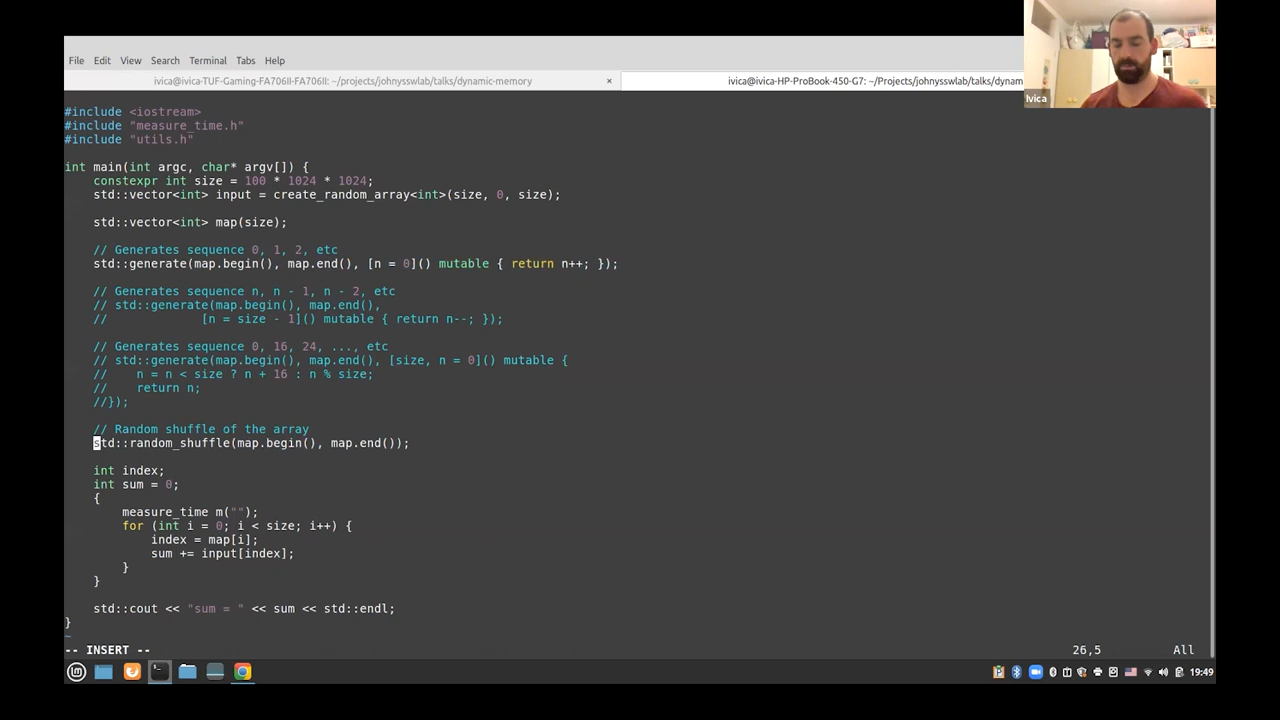 File Edit View Search Terminal Tabs Help
ivica@ivica-TUF-Gaming-FA706II-FA706II: ~/projects/johnysswlab/talks/dynamic-memory × ivica@ivica-HP-ProBook-450-G7: ~/Projects/johnysswlab/talks/dynam
Ivica
#include <iostream>
#include "measure_time.h"
#include "utils.h"
int main(int argc, char* argv[]) {
    constexpr int size = 100 * 1024 * 1024;
    std::vector<int> input = create_random_array<int>(size, 0, size);
    std::vector<int> map(size);
    // Generates sequence 0, 1, 2, etc
    std::generate(map.begin(), map.end(), [n = 0]() mutable { return n++; });
    // Generates sequence n, n - 1, n - 2, etc
    // std::generate(map.begin(), map.end(),
    //             [n = size - 1]() mutable { return n--; });
    // Generates sequence 0, 16, 24, ..., etc
    // std::generate(map.begin(), map.end(), [size, n = 0]() mutable {
    //    n = n < size ? n + 16 : n % size;
    //    return n;
    //});
    // Random shuffle of the array
    std::random_shuffle(map.begin(), map.end());
    int index;
    int sum = 0;
    {
        measure_time m("");
        for (int i = 0; i < size; i++) {
            index = map[i];
            sum += input[index];
        }
    }
    std::cout << "sum = " << sum << std::endl;
}
~
-- INSERT -- 26,5 All
19:49